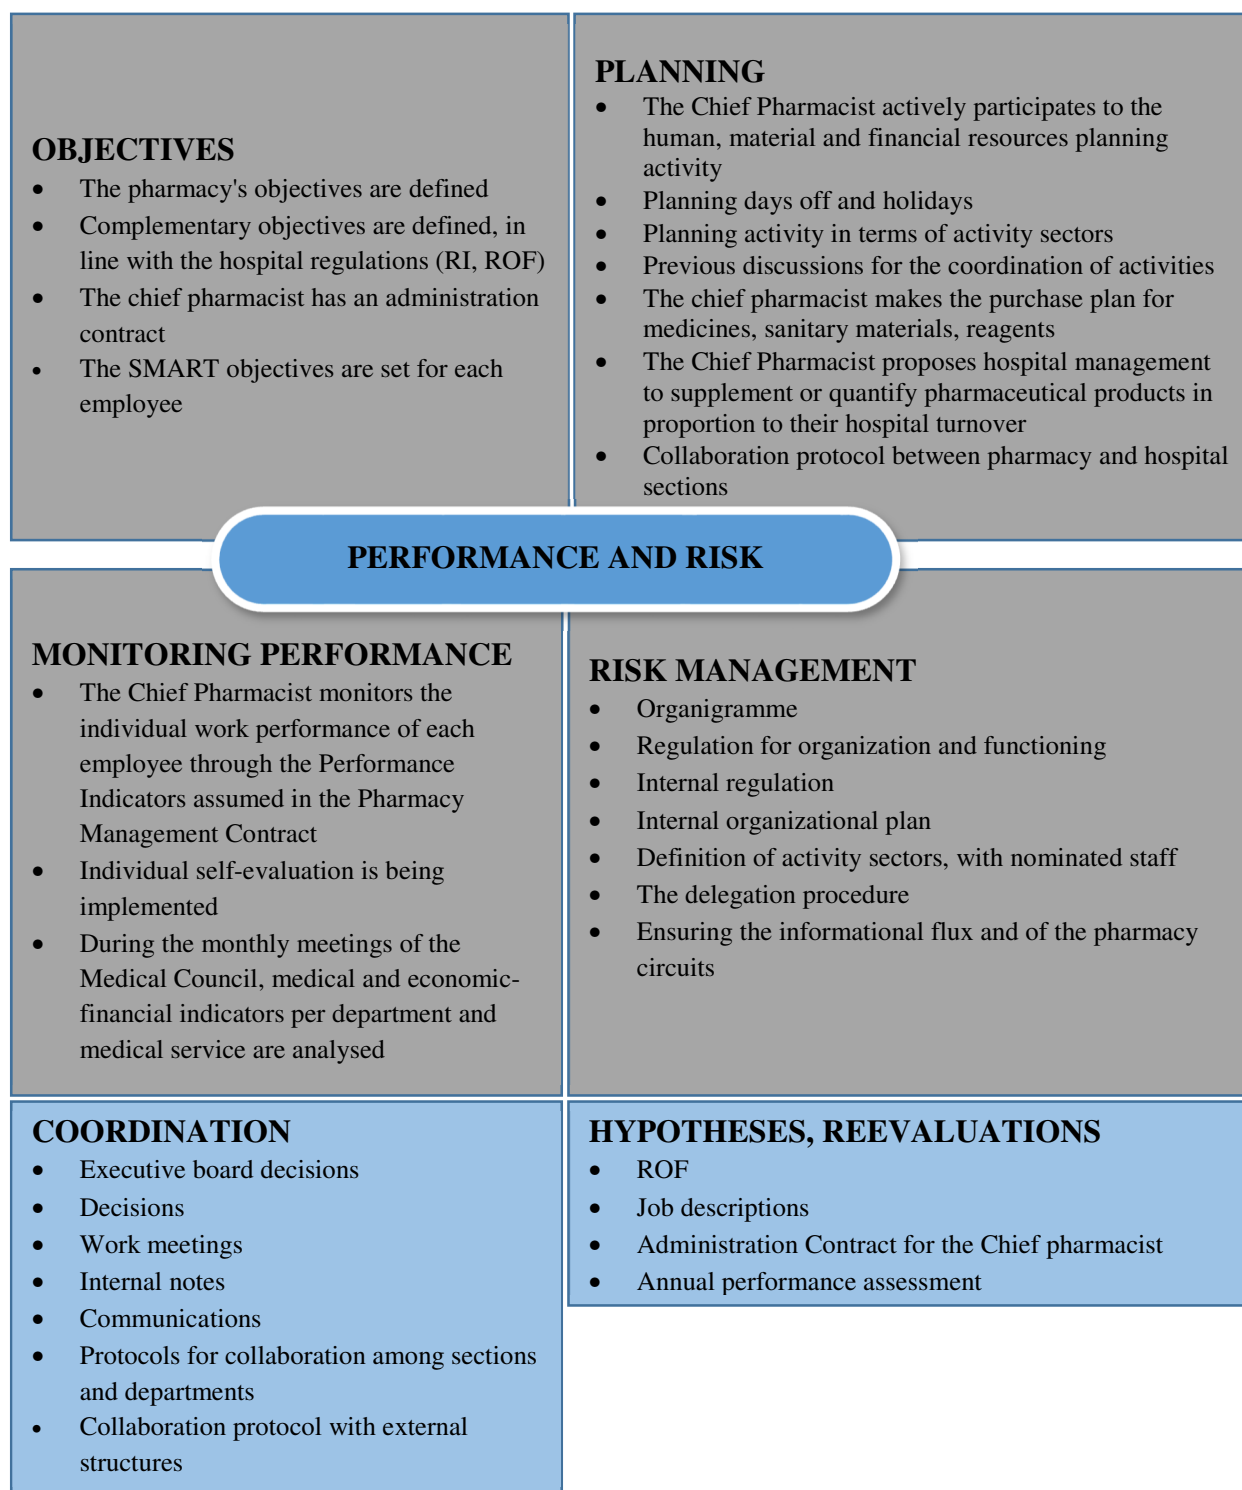 OBJECTIVES
• The pharmacy's objectives are defined
• Complementary objectives are defined, in
line with the hospital regulations (RI, ROF)
• The chief pharmacist has an administration
contract
• The SMART objectives are set for each
employee
PLANNING
• The Chief Pharmacist actively participates to the
human, material and financial resources planning
activity
• Planning days off and holidays
• Planning activity in terms of activity sectors
• Previous discussions for the coordination of activities
• The chief pharmacist makes the purchase plan for
medicines, sanitary materials, reagents
• The Chief Pharmacist proposes hospital management
to supplement or quantify pharmaceutical products in
proportion to their hospital turnover
• Collaboration protocol between pharmacy and hospital
sections
PERFORMANCE AND RISK
MONITORING PERFORMANCE
• The Chief Pharmacist monitors the
individual work performance of each
employee through the Performance
Indicators assumed in the Pharmacy
Management Contract
• Individual self-evaluation is being
implemented
• During the monthly meetings of the
Medical Council, medical and economic-
financial indicators per department and
medical service are analysed
RISK MANAGEMENT
• Organigramme
• Regulation for organization and functioning
• Internal regulation
• Internal organizational plan
• Definition of activity sectors, with nominated staff
• The delegation procedure
• Ensuring the informational flux and of the pharmacy
circuits
COORDINATION
• Executive board decisions
• Decisions
• Work meetings
• Internal notes
• Communications
• Protocols for collaboration among sections
and departments
• Collaboration protocol with external
structures
HYPOTHESES, REEVALUATIONS
• ROF
• Job descriptions
• Administration Contract for the Chief pharmacist
• Annual performance assessment